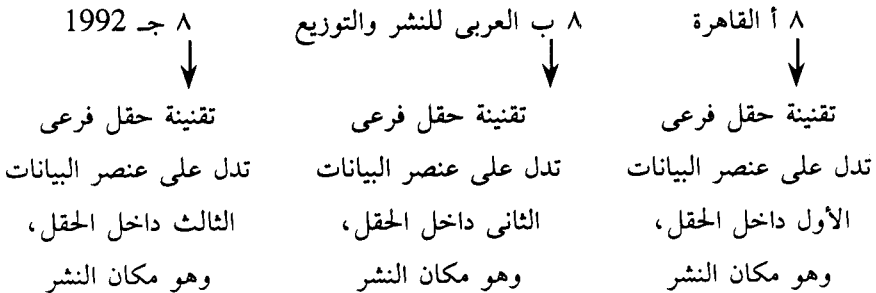 ٨ أ القاهرة
٨ ب العربى للنشر والتوزيع
٨ جـ 1992
تقنينة حقل فرعى
تدل على عنصر البيانات
الأول داخل الحقل،
وهو مكان النشر
تقنينة حقل فرعى
تدل على عنصر البيانات
الثانى داخل الحقل،
وهو مكان النشر
تقنينة حقل فرعى
تدل على عنصر البيانات
الثالث داخل الحقل،
وهو مكان النشر